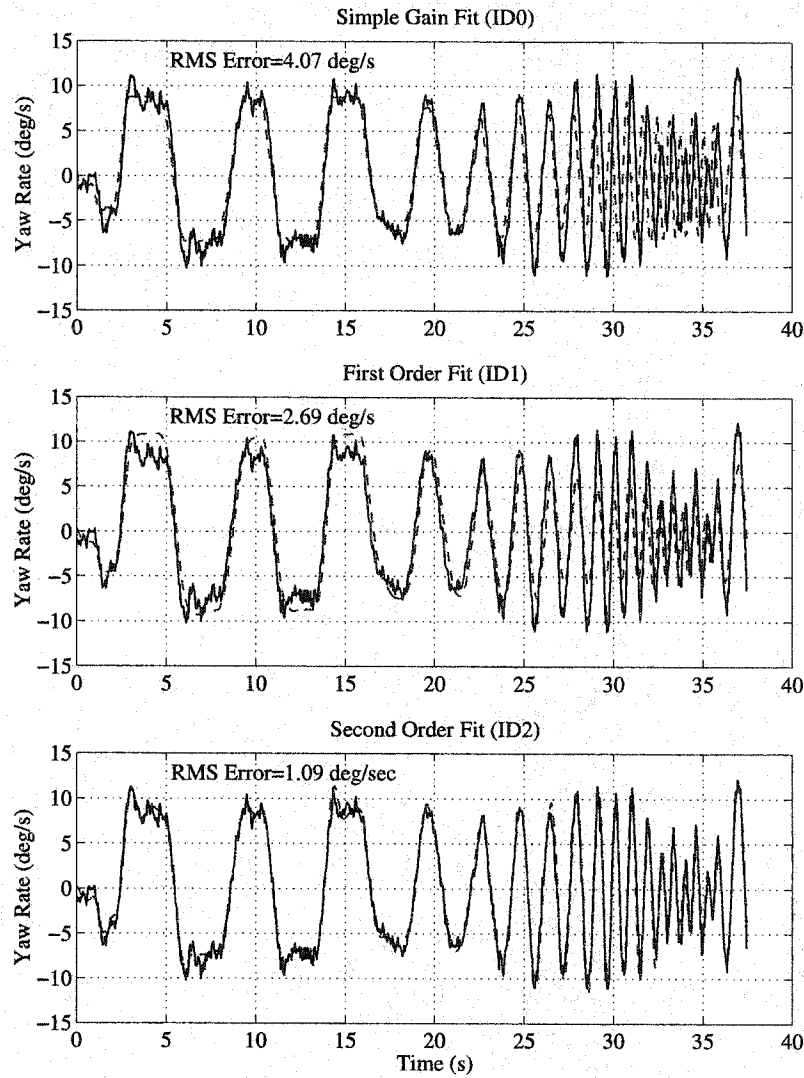 Simple Gain Fit (ID0)
15
RMS Error=4.07 deg/s
10
5
0
−5
−10
−15
Yaw Rate (deg/s)
0 5 10 15 20 25 30 35 40
First Order Fit (ID1)
15
RMS Error=2.69 deg/s
10
5
0
−5
−10
−15
Yaw Rate (deg/s)
0 5 10 15 20 25 30 35 40
Second Order Fit (ID2)
15
RMS Error=1.09 deg/sec
10
5
0
−5
−10
−15
Yaw Rate (deg/s)
0 5 10 15 20 25 30 35 40
Time (s)